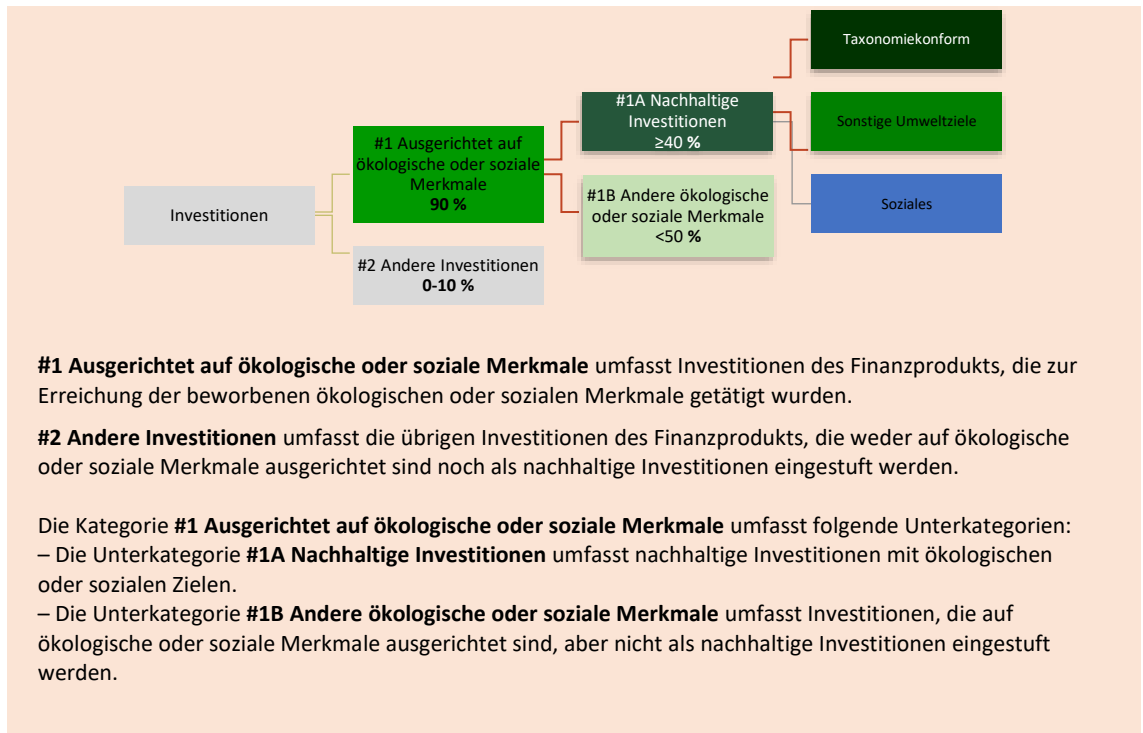 Taxonomiekonform
#1A Nachhaltige
Investitionen
≥40 %
Sonstige Umweltziele
#1 Ausgerichtet auf
ökologische oder soziale
Merkmale
90 %
#1B Andere ökologische
oder soziale Merkmale
<50 %
Soziales
Investitionen
#2 Andere Investitionen
0-10 %
#1 Ausgerichtet auf ökologische oder soziale Merkmale umfasst Investitionen des Finanzprodukts, die zur
Erreichung der beworbenen ökologischen oder sozialen Merkmale getätigt wurden.
#2 Andere Investitionen umfasst die übrigen Investitionen des Finanzprodukts, die weder auf ökologische
oder soziale Merkmale ausgerichtet sind noch als nachhaltige Investitionen eingestuft werden.
Die Kategorie #1 Ausgerichtet auf ökologische oder soziale Merkmale umfasst folgende Unterkategorien:
– Die Unterkategorie #1A Nachhaltige Investitionen umfasst nachhaltige Investitionen mit ökologischen
oder sozialen Zielen.
– Die Unterkategorie #1B Andere ökologische oder soziale Merkmale umfasst Investitionen, die auf
ökologische oder soziale Merkmale ausgerichtet sind, aber nicht als nachhaltige Investitionen eingestuft
werden.